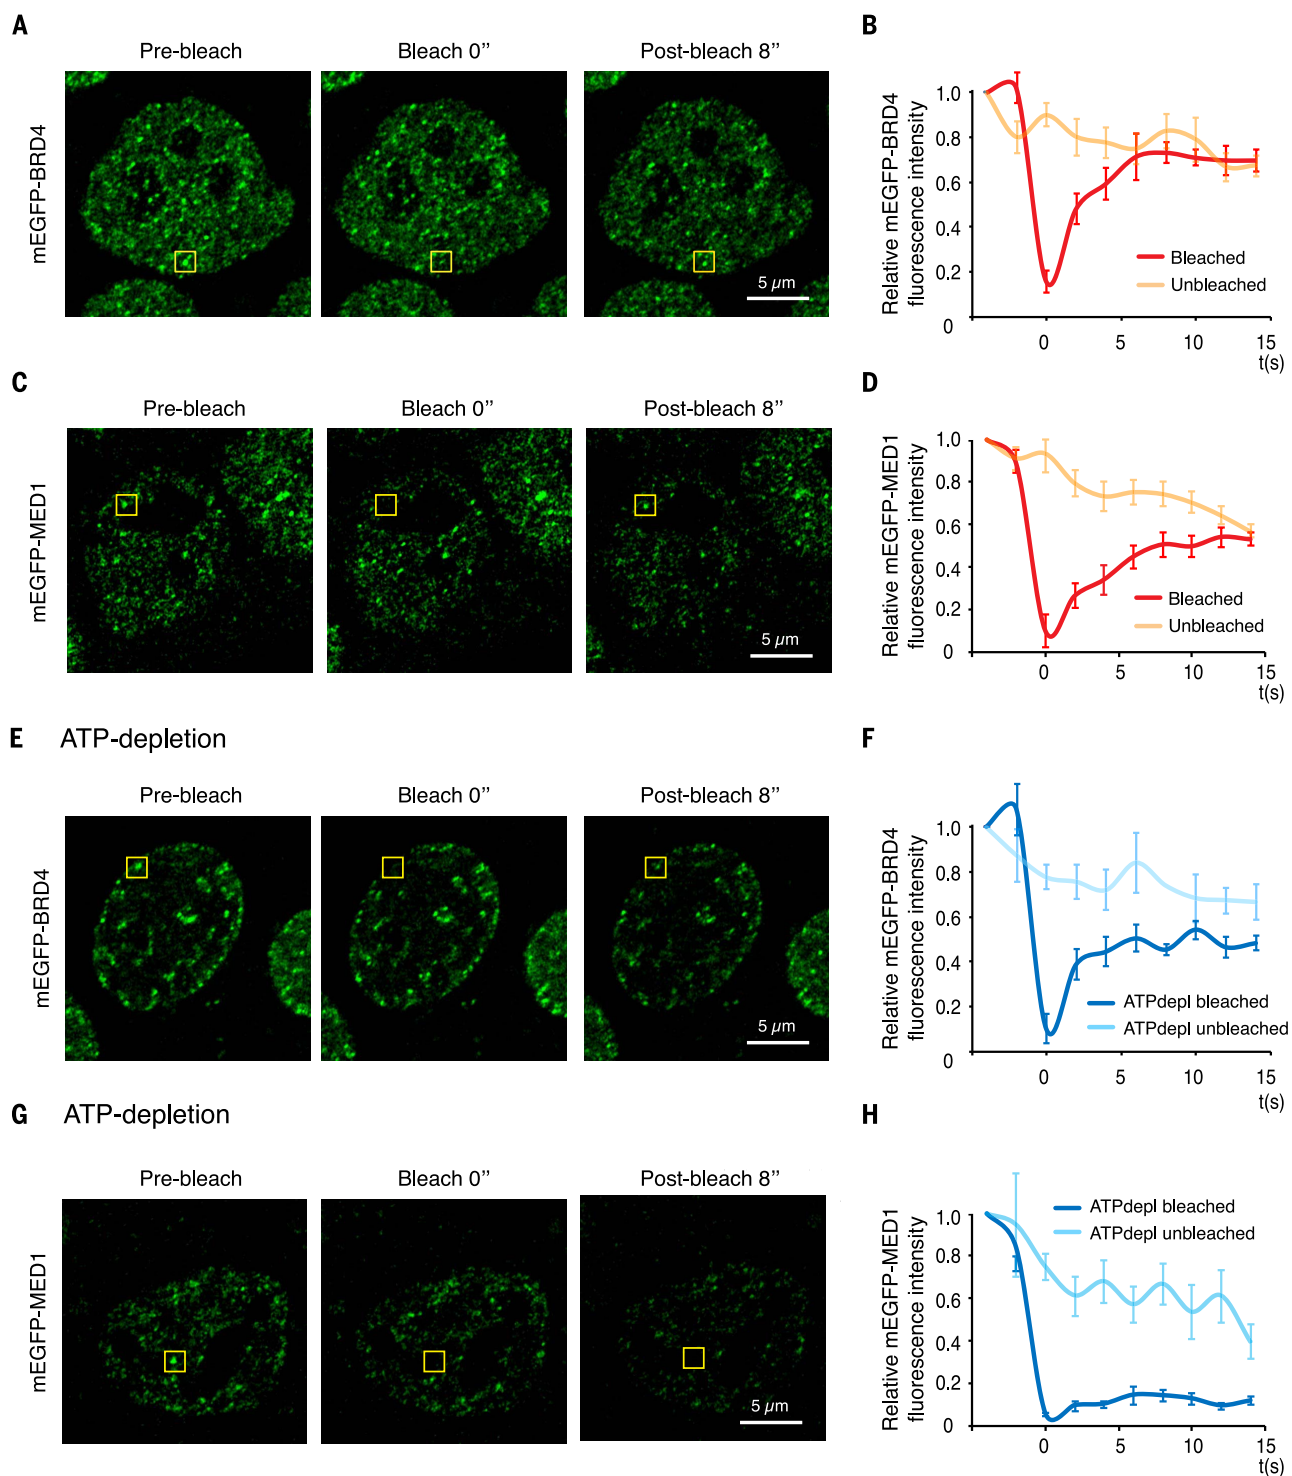 A
Pre-bleach
Bleach 0”
Post-bleach 8”
mEGFP-BRD4
5 µm
B
Relative mEGFP-BRD4
fluorescence intensity
1.0
0.8
0.6
0.4
0.2
0
0
5
10
15
t(s)
Bleached
Unbleached
C
Pre-bleach
Bleach 0”
Post-bleach 8”
mEGFP-MED1
5 µm
D
Relative mEGFP-MED1
fluorescence intensity
1.0
0.8
0.6
0.4
0.2
0
0
5
10
15
t(s)
Bleached
Unbleached
E ATP-depletion
Pre-bleach
Bleach 0”
Post-bleach 8”
mEGFP-BRD4
5 µm
F
Relative mEGFP-BRD4
fluorescence intensity
1.0
0.8
0.6
0.4
0.2
0
0
5
10
15
t(s)
ATPdepl bleached
ATPdepl unbleached
G ATP-depletion
Pre-bleach
Bleach 0”
Post-bleach 8”
mEGFP-MED1
5 µm
H
Relative mEGFP-MED1
fluorescence intensity
1.0
0.8
0.6
0.4
0.2
0
0
5
10
15
t(s)
ATPdepl bleached
ATPdepl unbleached